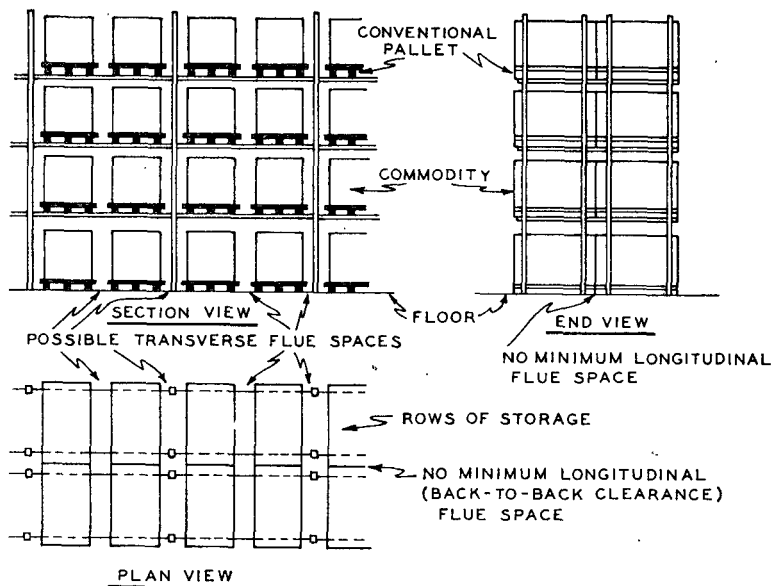 CONVENTIONAL
PALLET
COMMODITY
SECTION VIEW
FLOOR
END VIEW
POSSIBLE TRANSVERSE FLUE SPACES
NO MINIMUM LONGITUDINAL
FLUE SPACE
ROWS OF STORAGE
NO MINIMUM LONGITUDINAL
(BACK-TO-BACK CLEARANCE)
FLUE SPACE
PLAN VIEW